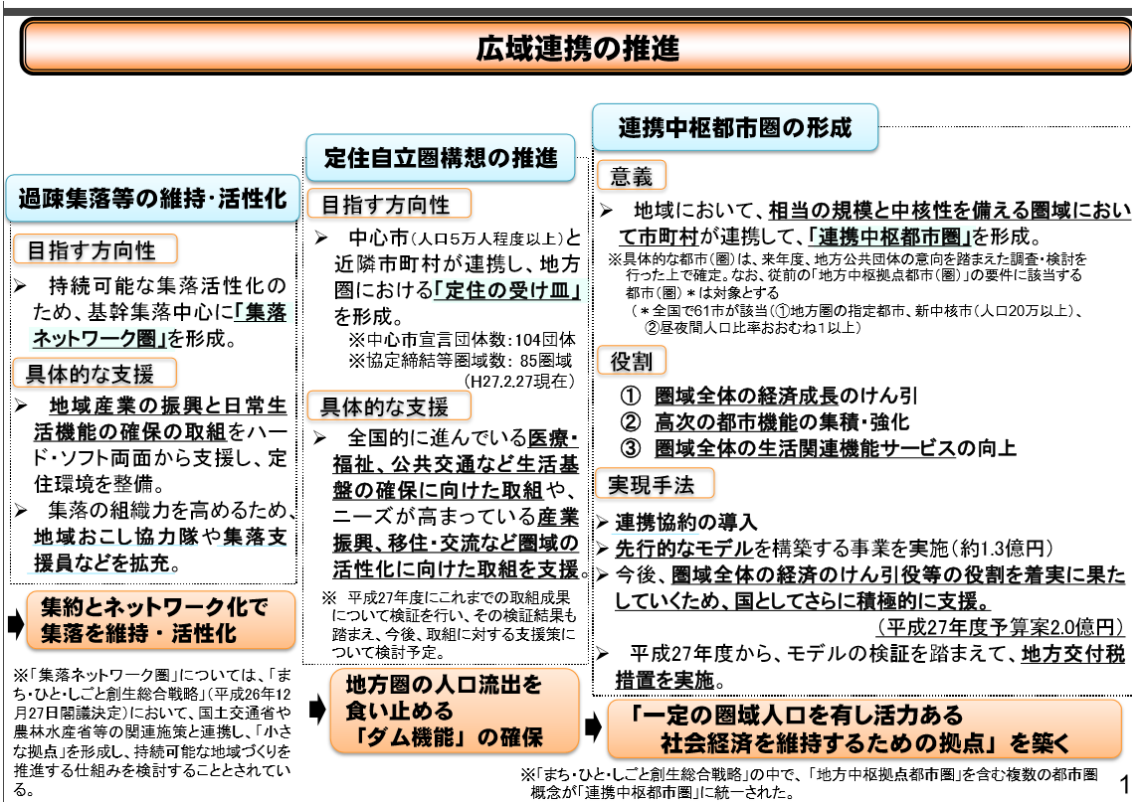 広域連携の推進
過疎集落等の維持・活性化
目指す方向性
➢ 持続可能な集落活性化の
ため、基幹集落中心に「集落
ネットワーク圏」を形成。
具体的な支援
➢ 地域産業の振興と日常生
活機能の確保の取組をハー
ド・ソフト両面から支援し、定
住環境を整備。
➢ 集落の組織力を高めるため、
地域おこし協力隊や集落支
援員などを拡充。
集約とネットワーク化で
集落を維持・活性化
※「集落ネットワーク圏」については、「ま
ち・ひと・しごと創生総合戦略」(平成26年12
月27日閣議決定)において、国土交通省や
農林水産省等の関連施策と連携し、「小さ
な拠点」を形成し、持続可能な地域づくりを
推進する仕組みを検討することとされてい
る。
定住自立圏構想の推進
目指す方向性
➢ 中心市(人口5万人程度以上)と
近隣市町村が連携し、地方
圏における「定住の受け皿」
を形成。
※中心市宣言団体数:104団体
※協定締結等圏域数: 85圏域
(H27.2.27現在)
具体的な支援
➢ 全国的に進んでいる医療・
福祉、公共交通など生活基
盤の確保に向けた取組や、
ニーズが高まっている産業
振興、移住・交流など圏域の
活性化に向けた取組を支援。
※ 平成27年度にこれまでの取組成果
について検証を行い、その検証結果も
踏まえ、今後、取組に対する支援策に
ついて検討予定。
地方圏の人口流出を
食い止める
「ダム機能」の確保
連携中枢都市圏の形成
意義
➢ 地域において、相当の規模と中核性を備える圏域におい
て市町村が連携して、「連携中枢都市圏」を形成。
※具体的な都市(圏)は、来年度、地方公共団体の意向を踏まえた調査・検討を
行った上で確定。なお、従前の「地方中枢拠点都市(圏)」の要件に該当する
都市(圏)*は対象とする
(*全国で61市が該当(①地方圏の指定都市、新中核市(人口20万以上)、
②昼夜間人口比率おおむね1以上)
役割
① 圏域全体の経済成長のけん引
② 高次の都市機能の集積・強化
③ 圏域全体の生活関連機能サービスの向上
実現手法
➢ 連携協約の導入
➢ 先行的なモデルを構築する事業を実施(約1.3億円)
➢ 今後、圏域全体の経済のけん引役等の役割を着実に果た
していくため、国としてさらに積極的に支援。
(平成27年度予算案2.0億円)
➢ 平成27年度から、モデルの検証を踏まえて、地方交付税
措置を実施。
「一定の圏域人口を有し活力ある
社会経済を維持するための拠点」を築く
※「まち・ひと・しごと創生総合戦略」の中で、「地方中枢拠点都市圏」を含む複数の都市圏
概念が「連携中枢都市圏」に統一された。
1